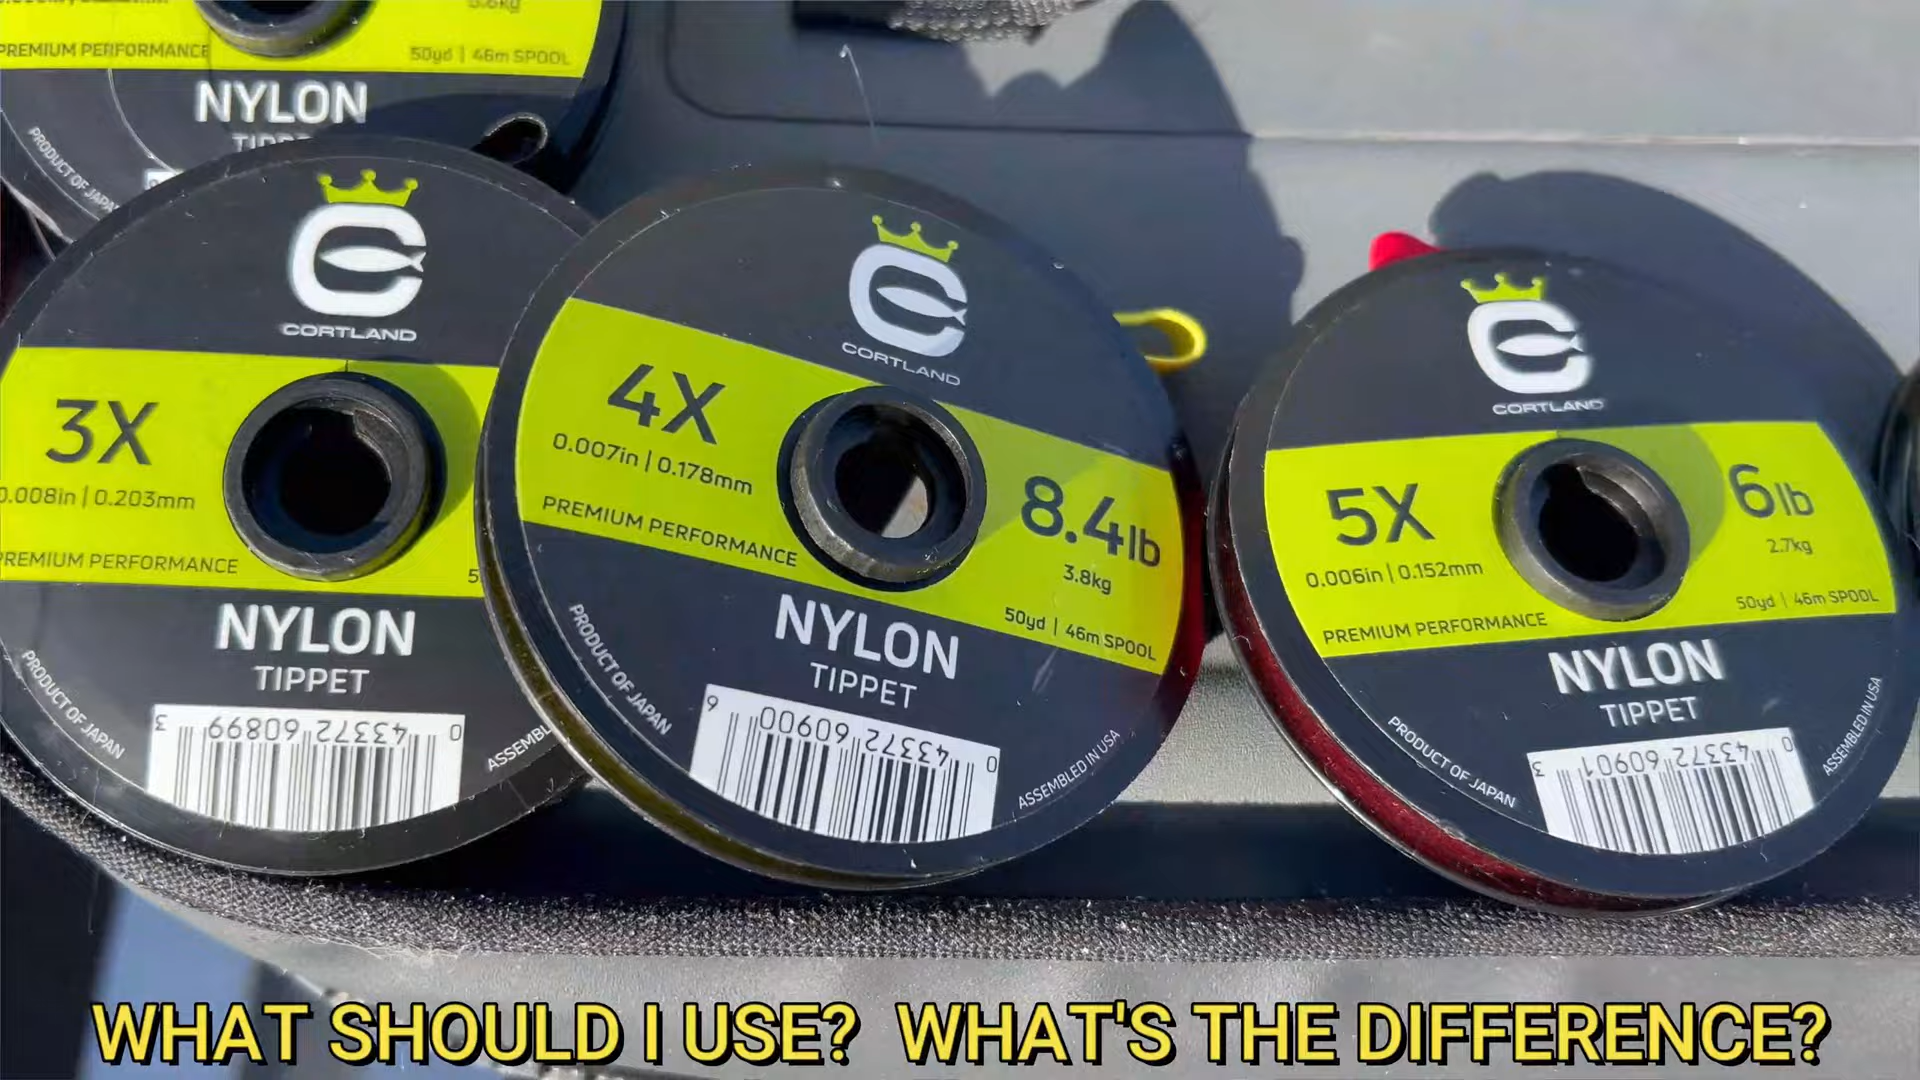 PREMIUM PERFORMANCE
50yd | 46m SPOOL
NYLON
PRODUCT OF JAPAN
CORTLAND
3X
0.008in | 0.203mm
PREMIUM PERFORMANCE
NYLON
TIPPET
PRODUCT OF JAPAN
0 43372 60899 3
CORTLAND
4X
0.007in | 0.178mm
PREMIUM PERFORMANCE
8.4lb
3.8kg
50yd | 46m SPOOL
NYLON
TIPPET
PRODUCT OF JAPAN
ASSEMBLED IN USA
0 43372 60900 6
CORTLAND
5X
0.006in | 0.152mm
PREMIUM PERFORMANCE
6lb
2.7kg
50yd | 46m SPOOL
NYLON
TIPPET
PRODUCT OF JAPAN
ASSEMBLED IN USA
0 43372 60901 3
WHAT SHOULD I USE? WHAT'S THE DIFFERENCE?